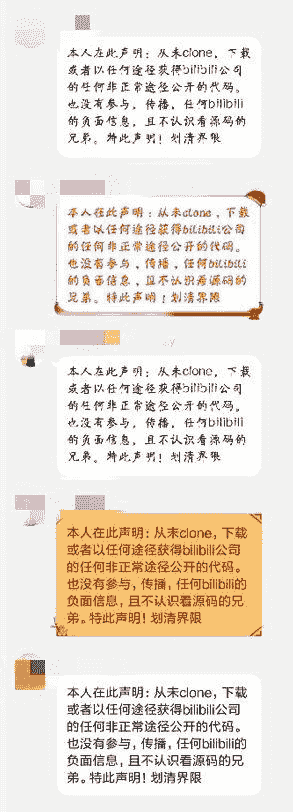 本人在此声明：从未clone，下载
或者以任何途径获得bilibili公司
的任何非正常途径公开的代码。
也没有参与，传播，任何bilibili
的负面信息，且不认识看源码的
兄弟。特此声明！划清界限
本人在此声明：从未clone，下载
或者以任何途径获得bilibili公司
的任何非正常途径公开的代码。
也没有参与，传播，任何bilibili
的负面信息，且不认识看源码的
兄弟。特此声明！划清界限
本人在此声明：从未clone，下载
或者以任何途径获得bilibili公司
的任何非正常途径公开的代码。
也没有参与，传播，任何bilibili
的负面信息，且不认识看源码的
兄弟。特此声明！划清界限
本人在此声明：从未clone，下载
或者以任何途径获得bilibili公司
的任何非正常途径公开的代码。
也没有参与，传播，任何bilibili的
负面信息，且不认识看源码的兄
弟。特此声明！划清界限
本人在此声明：从未clone，下载
或者以任何途径获得bilibili公司
的任何非正常途径公开的代码。
也没有参与，传播，任何bilibili的
负面信息，且不认识看源码的兄
弟。特此声明！划清界限